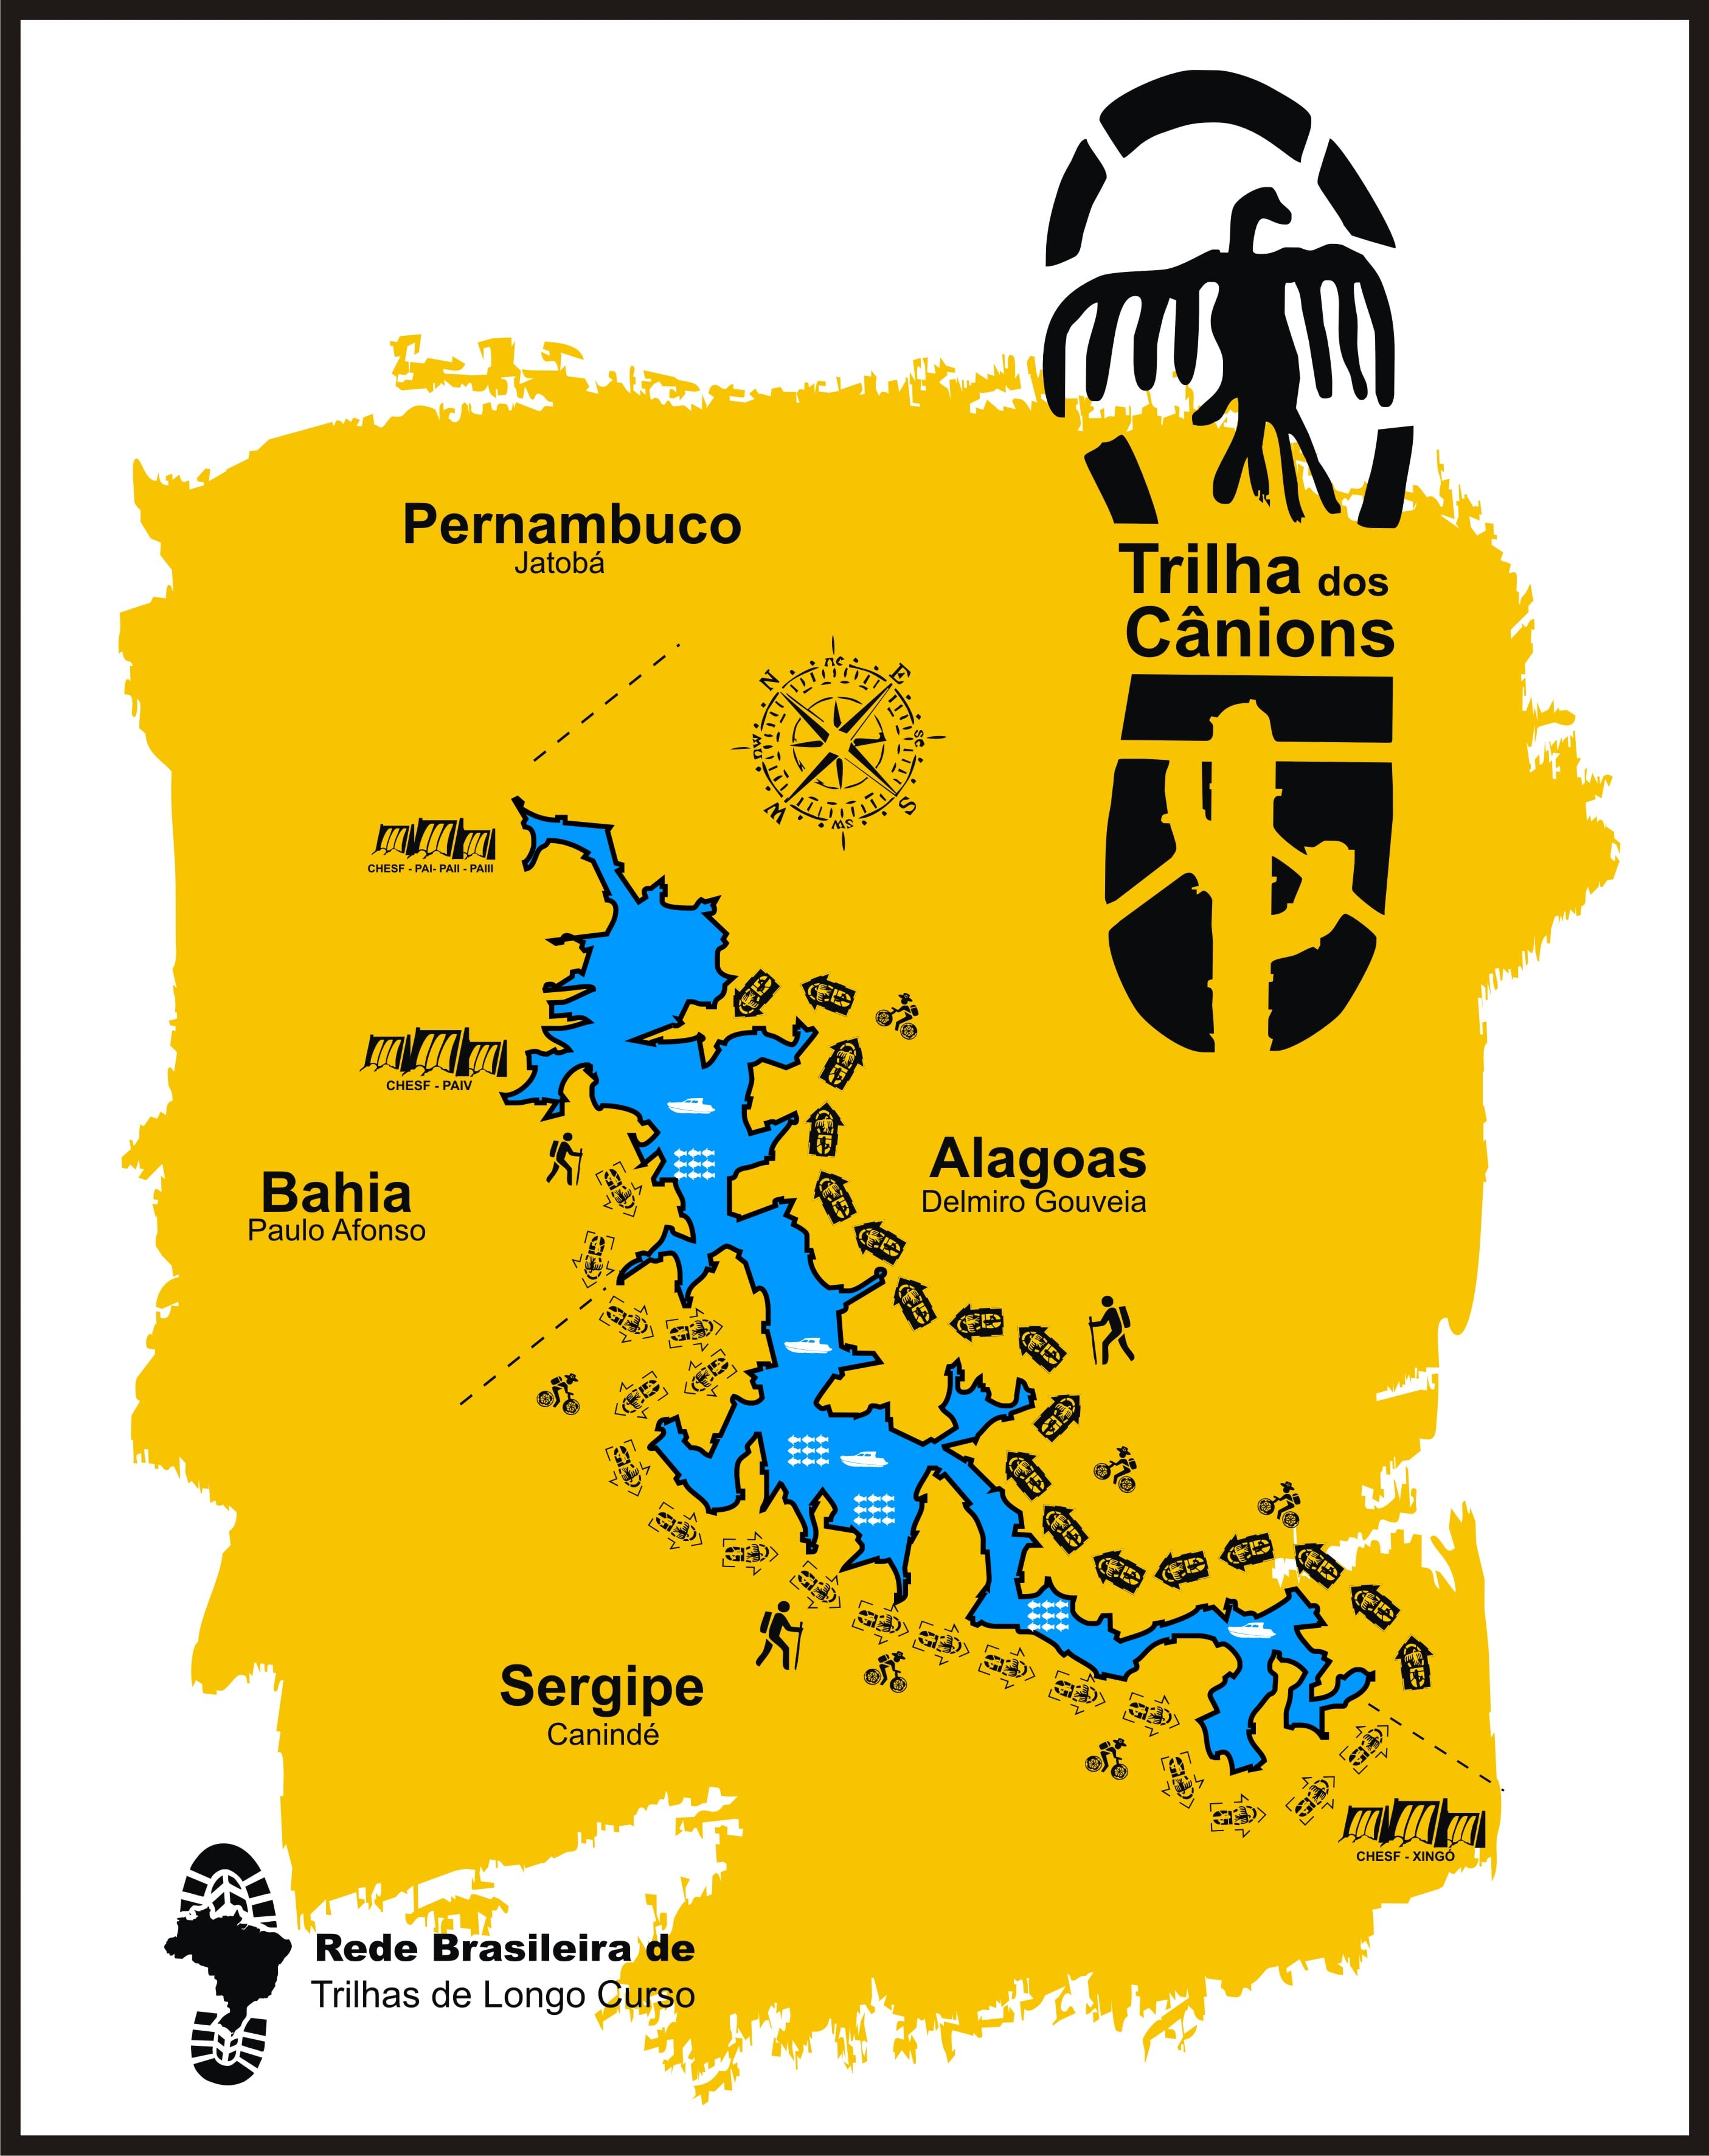 Pernambuco
Jatobá
Trilha dos
Cânions
N
ne
E
se
S
sw
W
nw
CHESF - PAI- PAII - PAIII
CHESF - PAIV
Bahia
Paulo Afonso
Alagoas
Delmiro Gouveia
Sergipe
Canindé
CHESF - XINGÓ
Rede Brasileira de
Trilhas de Longo Curso